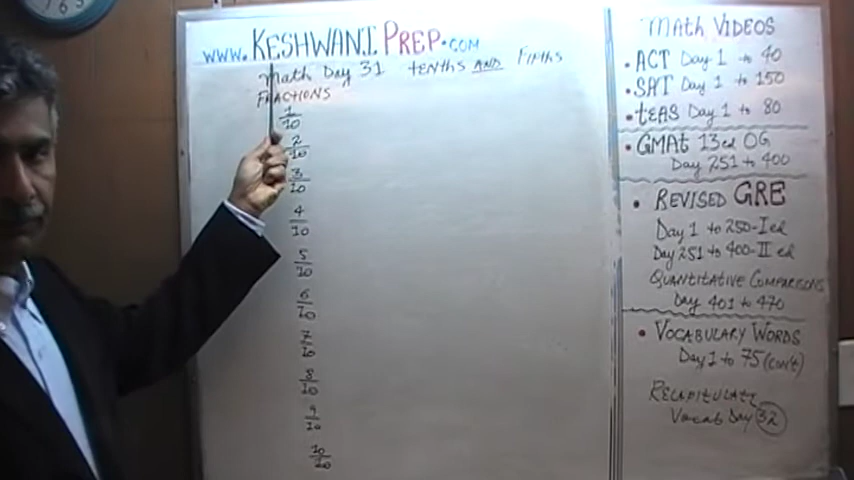 www.KESHWANI PREP.com
math Day 31 tenths AND FIFTHS
FRACTIONS
1/10
2/10
3/10
4/10
5/10
6/10
7/10
8/10
9/10
10/10
Math VIDEOS
• ACT Day 1 to 40
• SAT Day 1 to 150
• tEAS Day 1 to 80
• GMAt 13ed OG
Day 251 to 400
• REVISED GRE
Day 1 to 250-I ed
Day 251 to 400-II ed
QUANTITATIVE COMPARISONS
Day 401 to 470
• VOCABULARY WORDS
Day 1 to 75 (con't)
RECAPITULATE
Vocab Day 32